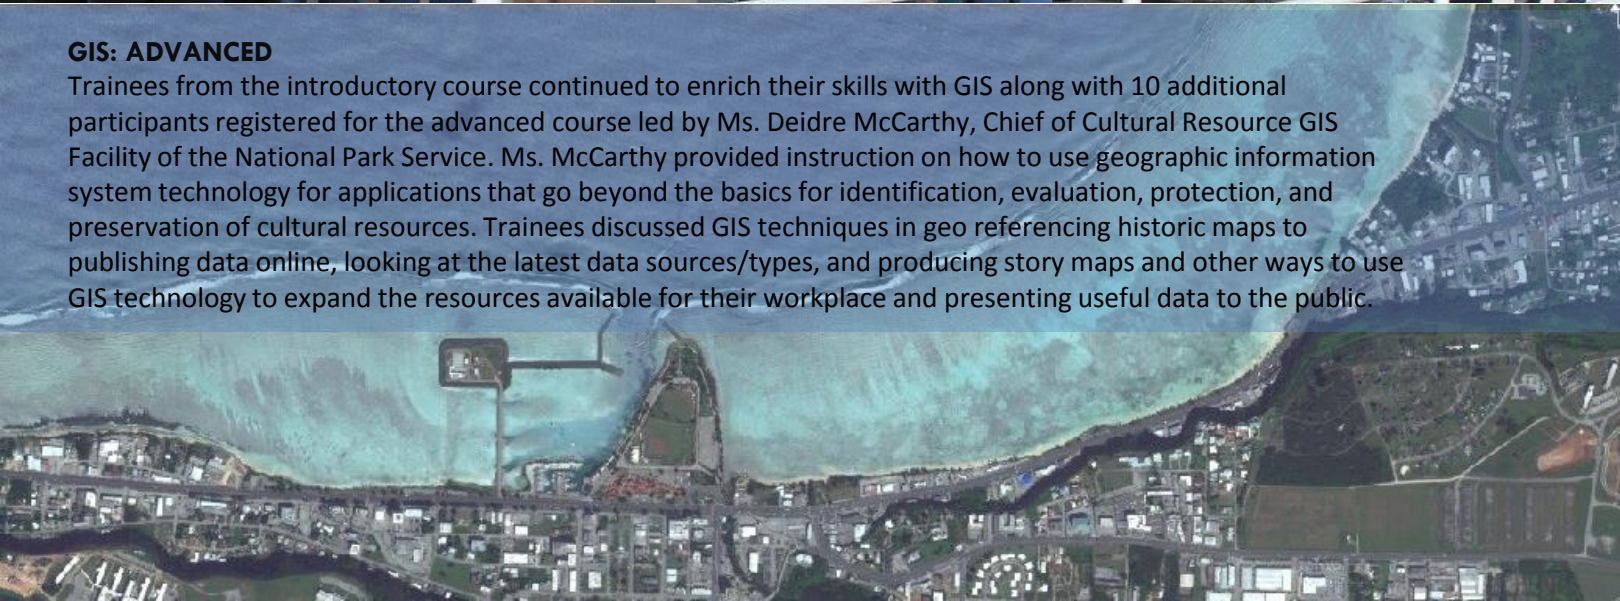 GIS: ADVANCED
Trainees from the introductory course continued to enrich their skills with GIS along with 10 additional
participants registered for the advanced course led by Ms. Deidre McCarthy, Chief of Cultural Resource GIS
Facility of the National Park Service. Ms. McCarthy provided instruction on how to use geographic information
system technology for applications that go beyond the basics for identification, evaluation, protection, and
preservation of cultural resources. Trainees discussed GIS techniques in geo referencing historic maps to
publishing data online, looking at the latest data sources/types, and producing story maps and other ways to use
GIS technology to expand the resources available for their workplace and presenting useful data to the public.